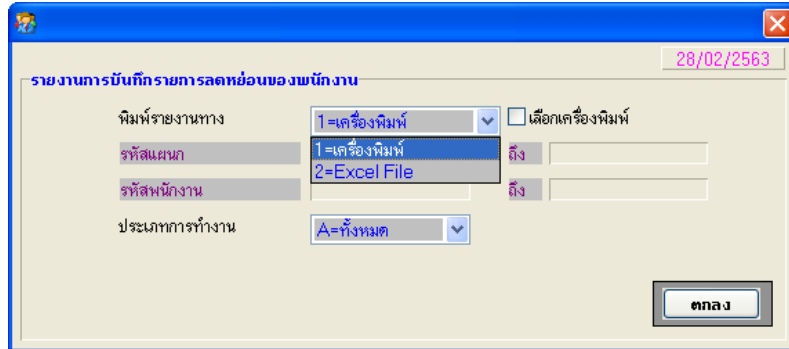 28/02/2563
รายงานการบันทึกรายการลดหย่อนของพนักงาน
พิมพ์รายงานทาง 1=เครื่องพิมพ์ เลือกเครื่องพิมพ์
รหัสแผนก 1=เครื่องพิมพ์ ถึง
2=Excel File
รหัสพนักงาน ถึง
ประเภทการทำงาน A=ทั้งหมด
ตกลง